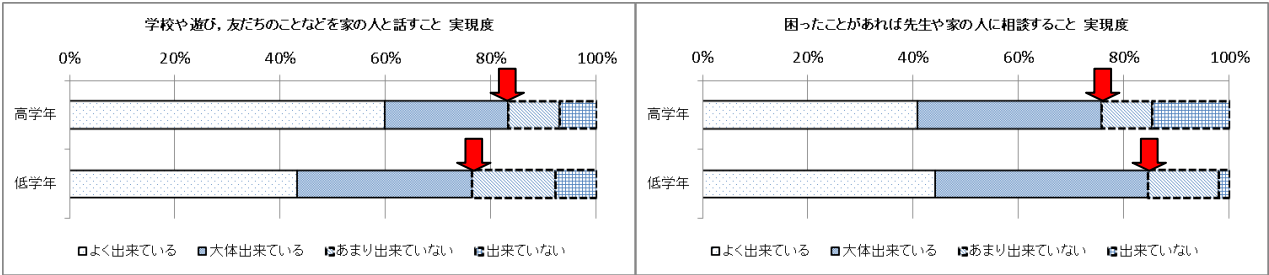 学校や遊び，友だちのことなどを家の人と話すこと 実現度
0% 20% 40% 60% 80% 100%
高学年
低学年
よく出来ている 大体出来ている あまり出来ていない 出来ていない
困ったことがあれば先生や家の人に相談すること 実現度
0% 20% 40% 60% 80% 100%
高学年
低学年
よく出来ている 大体出来ている あまり出来ていない 出来ていない